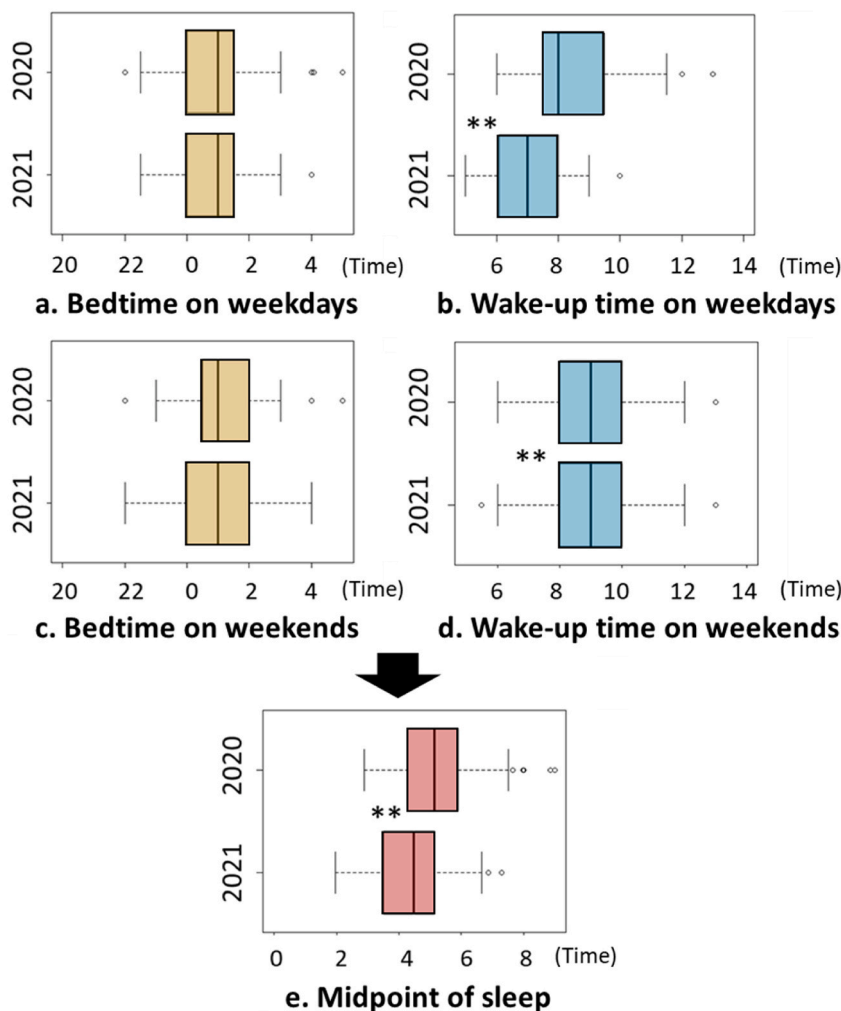 2020
2020
**
2021
2021
20 22 0 2 4 (Time)
6 8 10 12 14 (Time)
a. Bedtime on weekdays
b. Wake-up time on weekdays
2020
2020
**
2021
2021
20 22 0 2 4 (Time)
6 8 10 12 14 (Time)
c. Bedtime on weekends
d. Wake-up time on weekends
2020
**
2021
0 2 4 6 8 (Time)
e. Midpoint of sleep